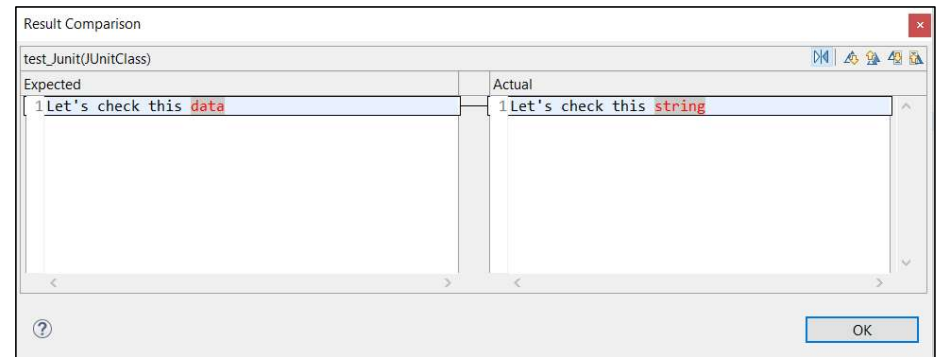 Result Comparison
test_Junit(JUnitClass)
Expected
Actual
1 Let's check this data
1 Let's check this string
OK